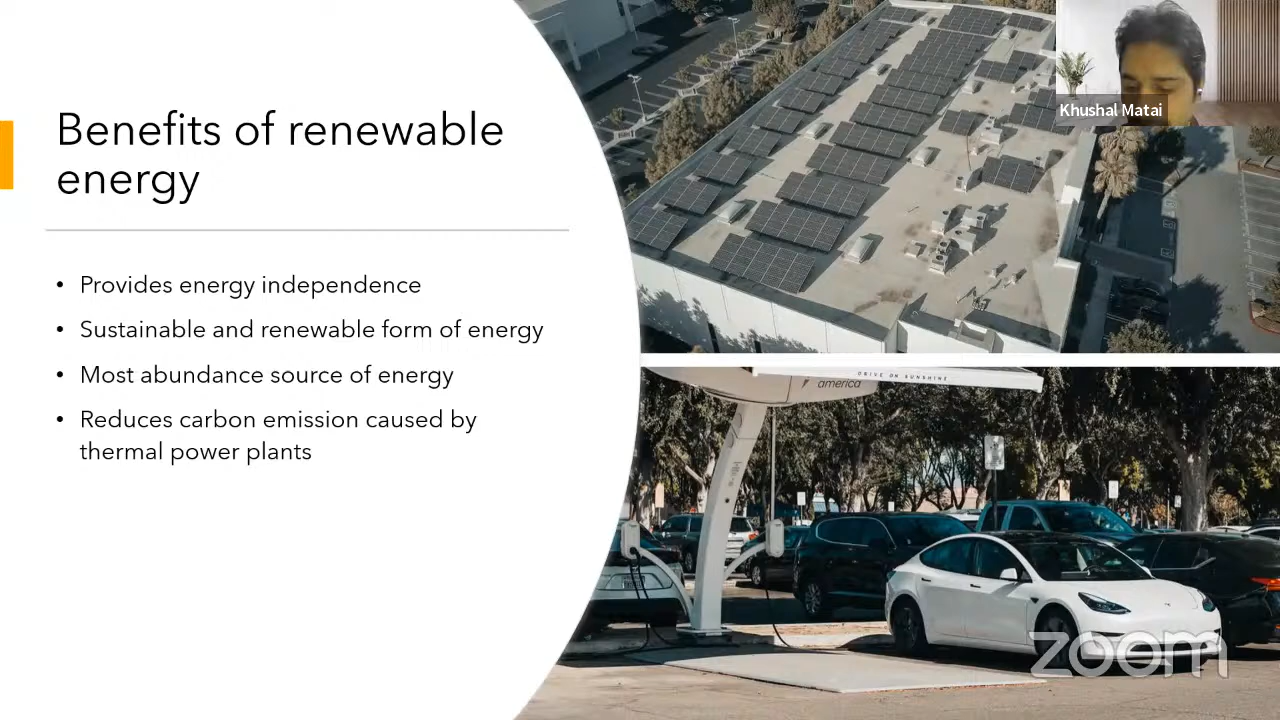 Benefits of renewable
energy
• Provides energy independence
• Sustainable and renewable form of energy
• Most abundance source of energy
• Reduces carbon emission caused by
thermal power plants
Khushal Matai
DRIVE ON SUNSHINE
america
zoom